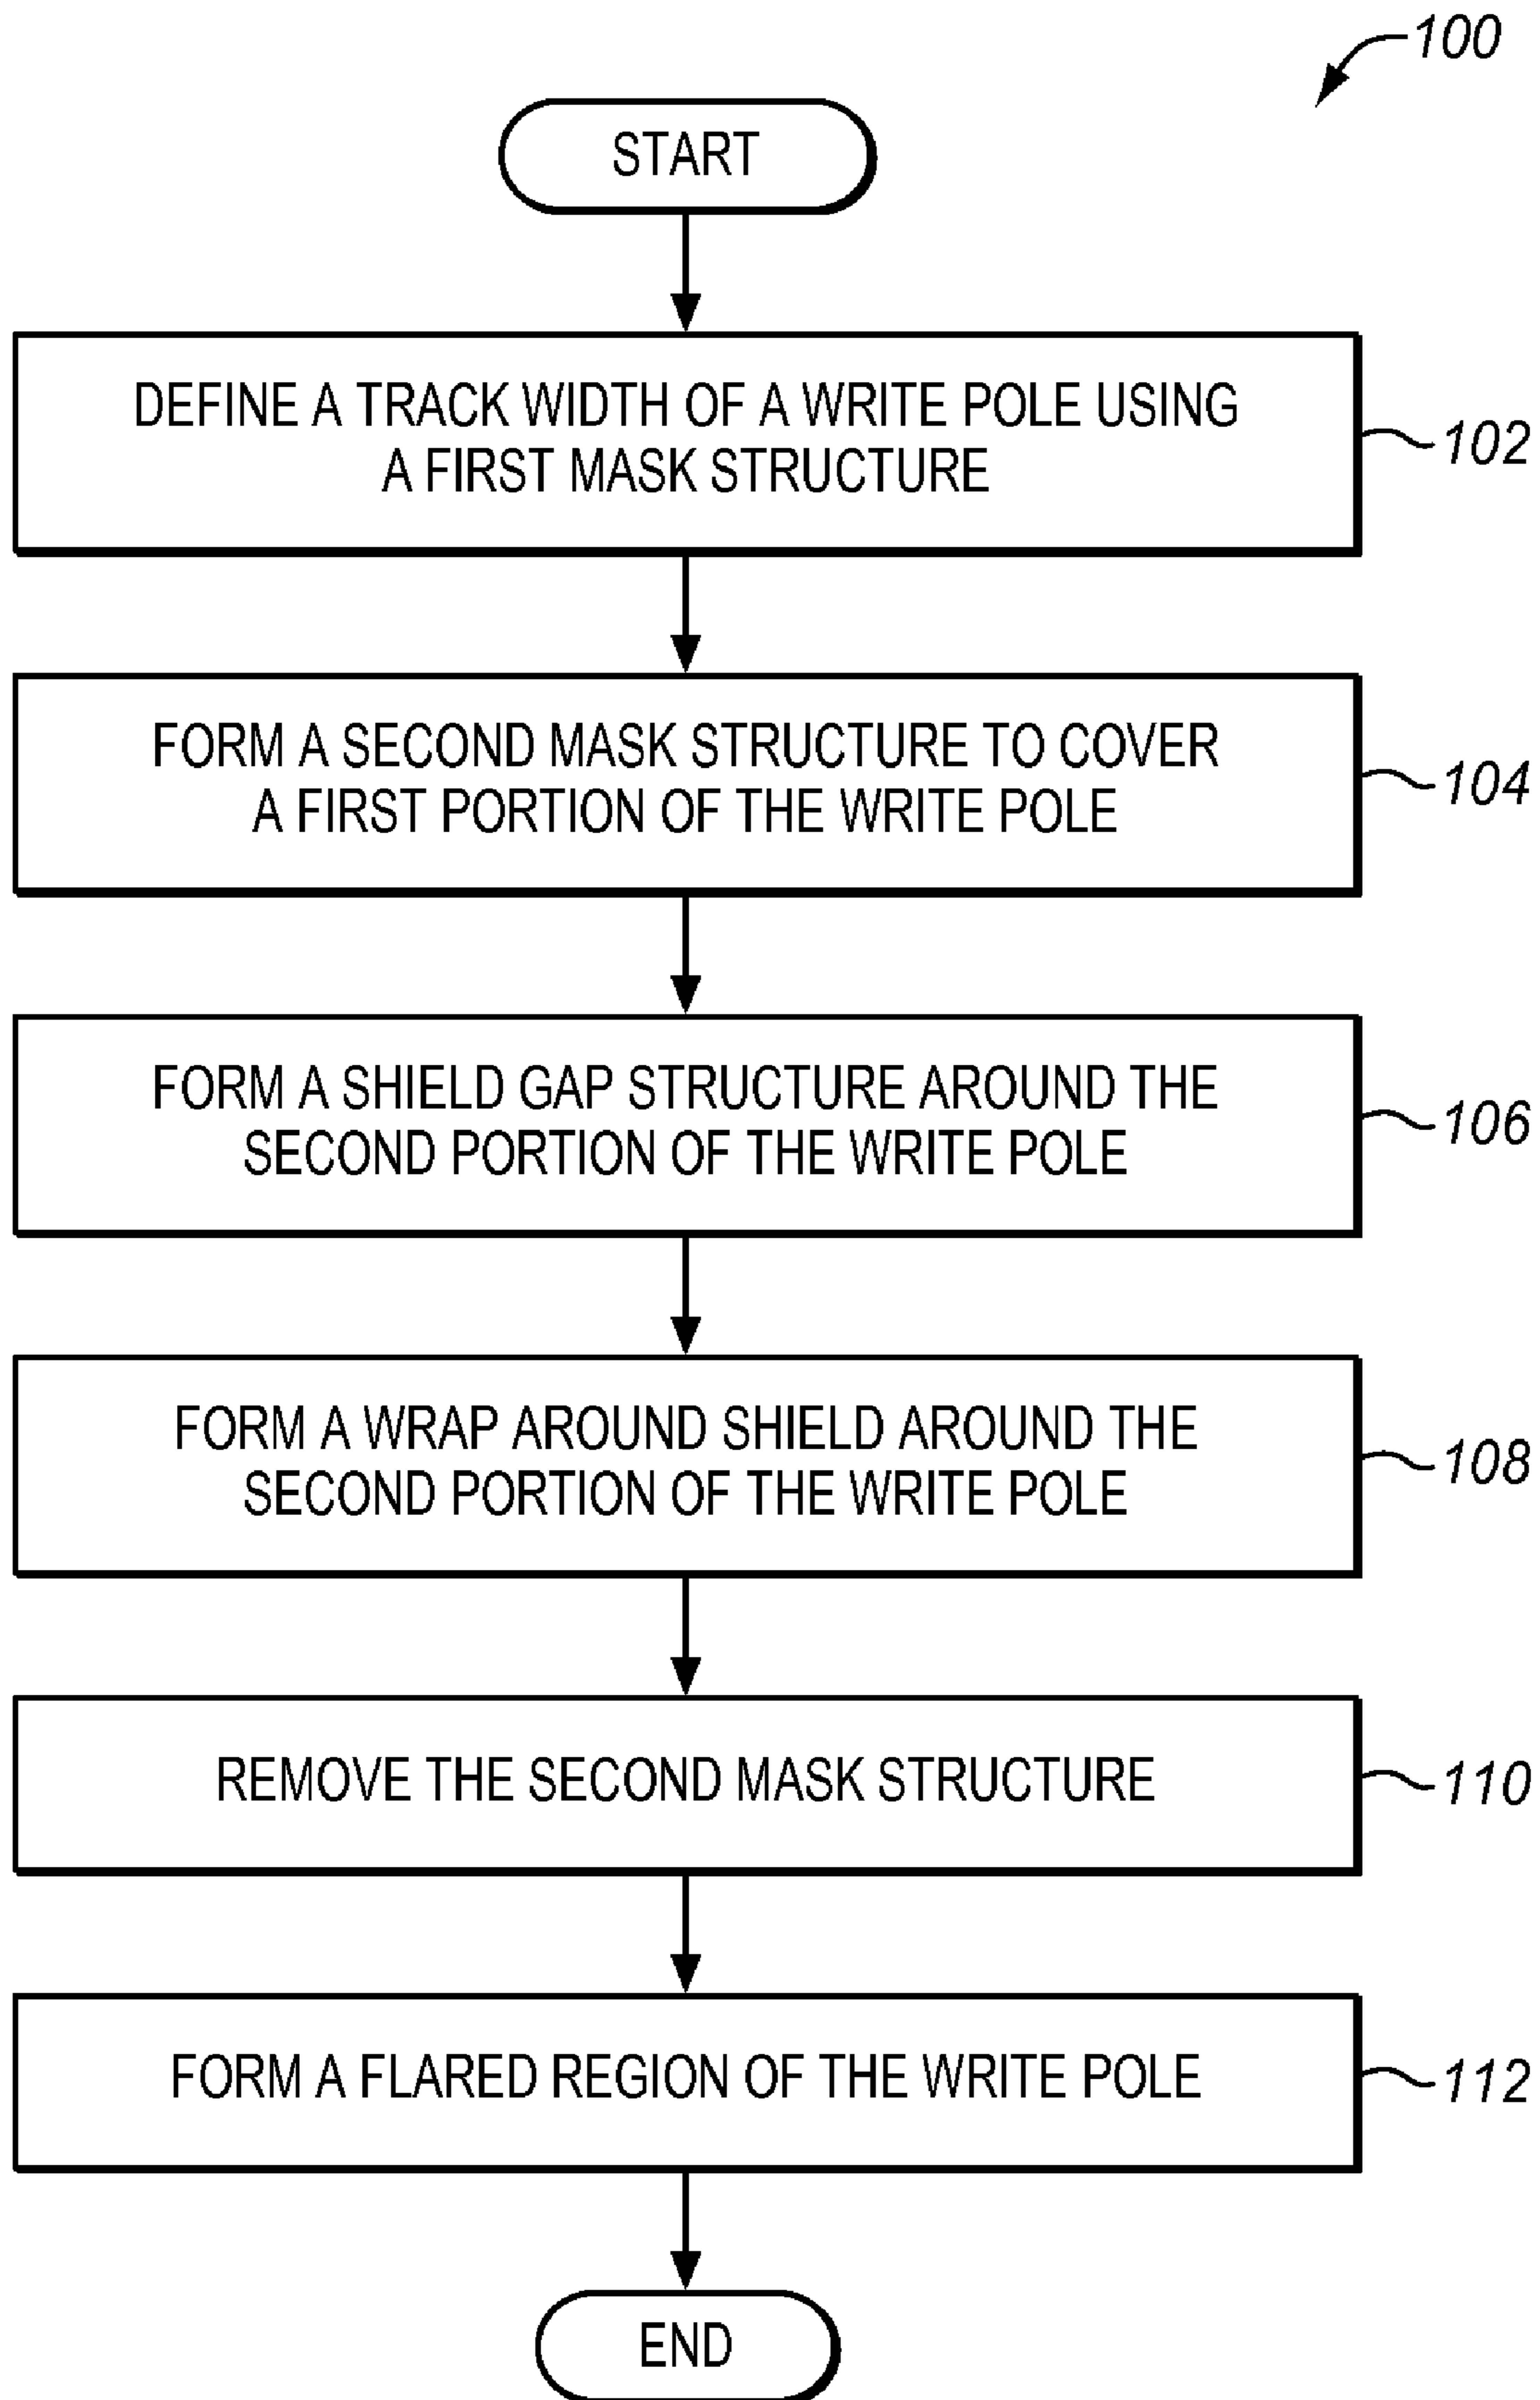 100
START
DEFINE A TRACK WIDTH OF A WRITE POLE USING
A FIRST MASK STRUCTURE
102
FORM A SECOND MASK STRUCTURE TO COVER
A FIRST PORTION OF THE WRITE POLE
104
FORM A SHIELD GAP STRUCTURE AROUND THE
SECOND PORTION OF THE WRITE POLE
106
FORM A WRAP AROUND SHIELD AROUND THE
SECOND PORTION OF THE WRITE POLE
108
REMOVE THE SECOND MASK STRUCTURE
110
FORM A FLARED REGION OF THE WRITE POLE
112
END